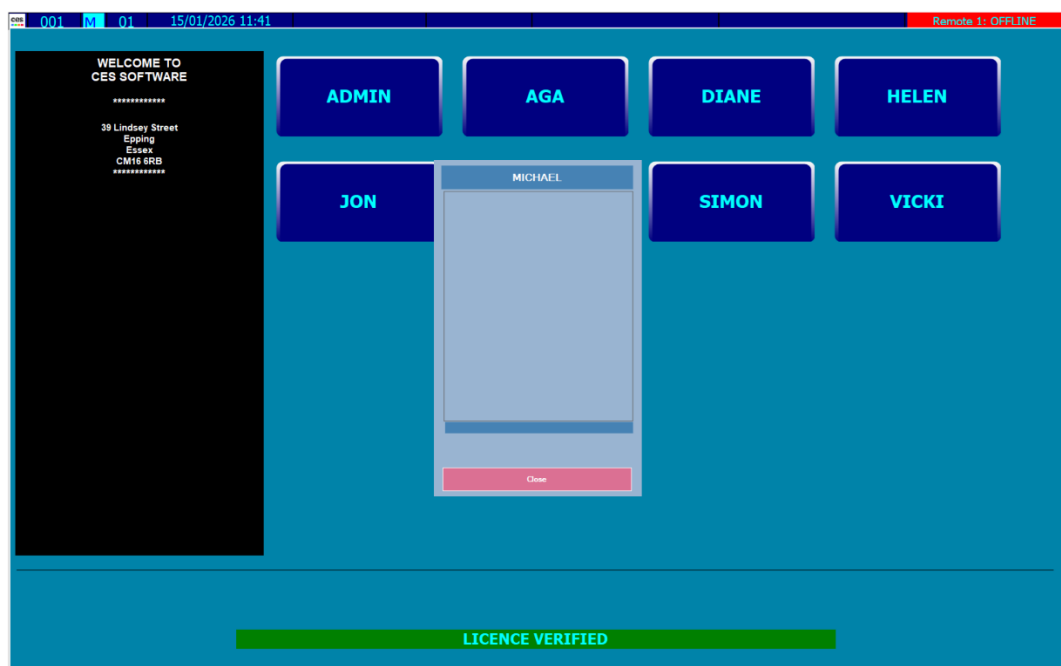 ces 001 M 01 15/01/2026 11:41 Remote 1: OFFLINE
WELCOME TO
CES SOFTWARE
************
39 Lindsey Street
Epping
Essex
CM16 6RB
************
ADMIN AGA DIANE HELEN
JON SIMON VICKI
MICHAEL
Close
LICENCE VERIFIED